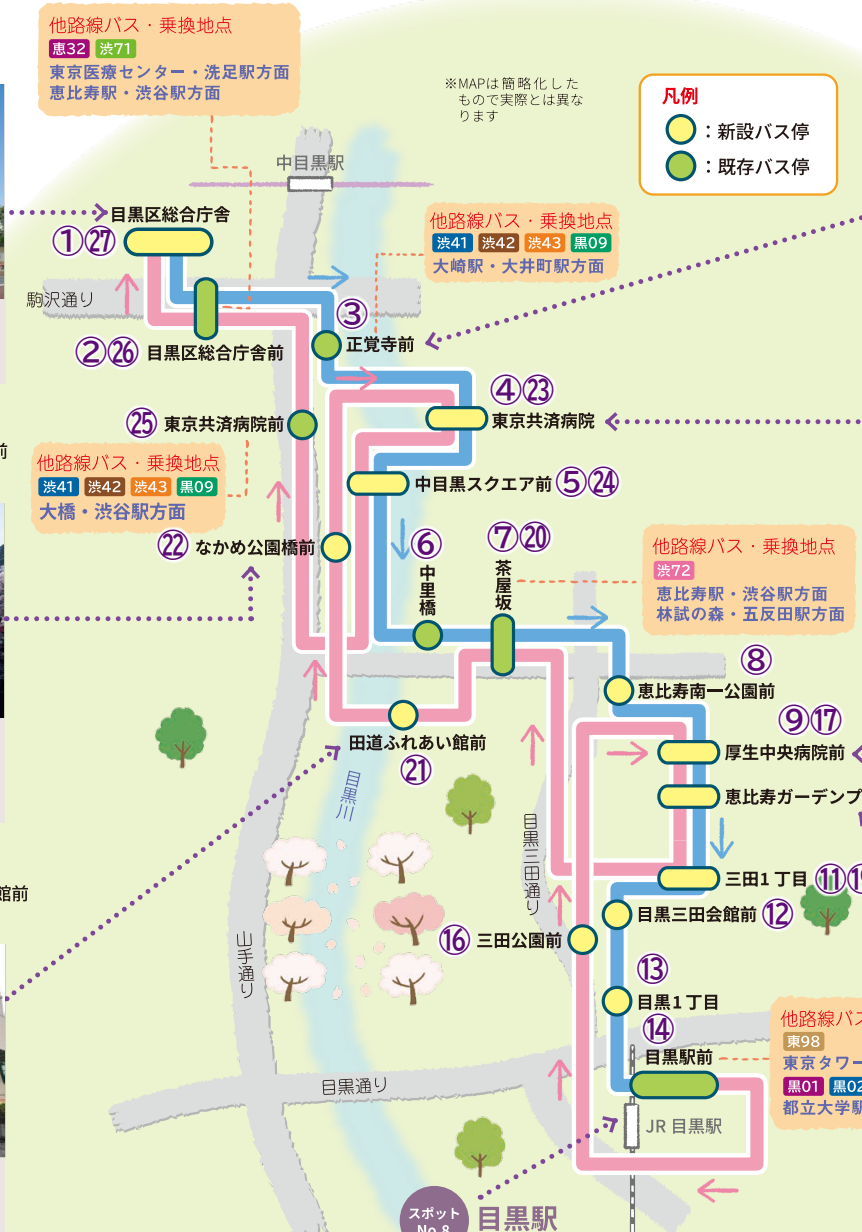 他路線バス・乗換地点
恵32 渋71
東京医療センター・洗足駅方面
恵比寿駅・渋谷駅方面
※MAPは簡略化した
もので実際とは異な
ります
凡例
：新設バス停
：既存バス停
中目黒駅
目黒区総合庁舎
①㉗
他路線バス・乗換地点
渋41 渋42 渋43 黒09
大崎駅・大井町駅方面
駒沢通り
③
正覚寺前
②㉖ 目黒区総合庁舎前
④㉓
東京共済病院
㉕ 東京共済病院前
前
他路線バス・乗換地点
渋41 渋42 渋43 黒09
大橋・渋谷駅方面
中目黒スクエア前 ⑤㉔
㉒ なかめ公園橋前
⑥
中里橋
⑦⑳
茶屋坂
他路線バス・乗換地点
渋72
恵比寿駅・渋谷駅方面
林試の森・五反田駅方面
⑧
恵比寿南一公園前
⑨⑰
厚生中央病院前
田道ふれあい館前
㉑
目黒川
恵比寿ガーデンプ
目黒三田通り
三田1丁目 ⑪
館前
目黒三田会館前 ⑫
⑯ 三田公園前
山手通り
⑬
目黒1丁目
⑭
目黒駅前
他路線バス
東98
東京タワー
黒01 黒02
都立大学駅
目黒通り
JR 目黒駅
スポット
No.8
目黒駅